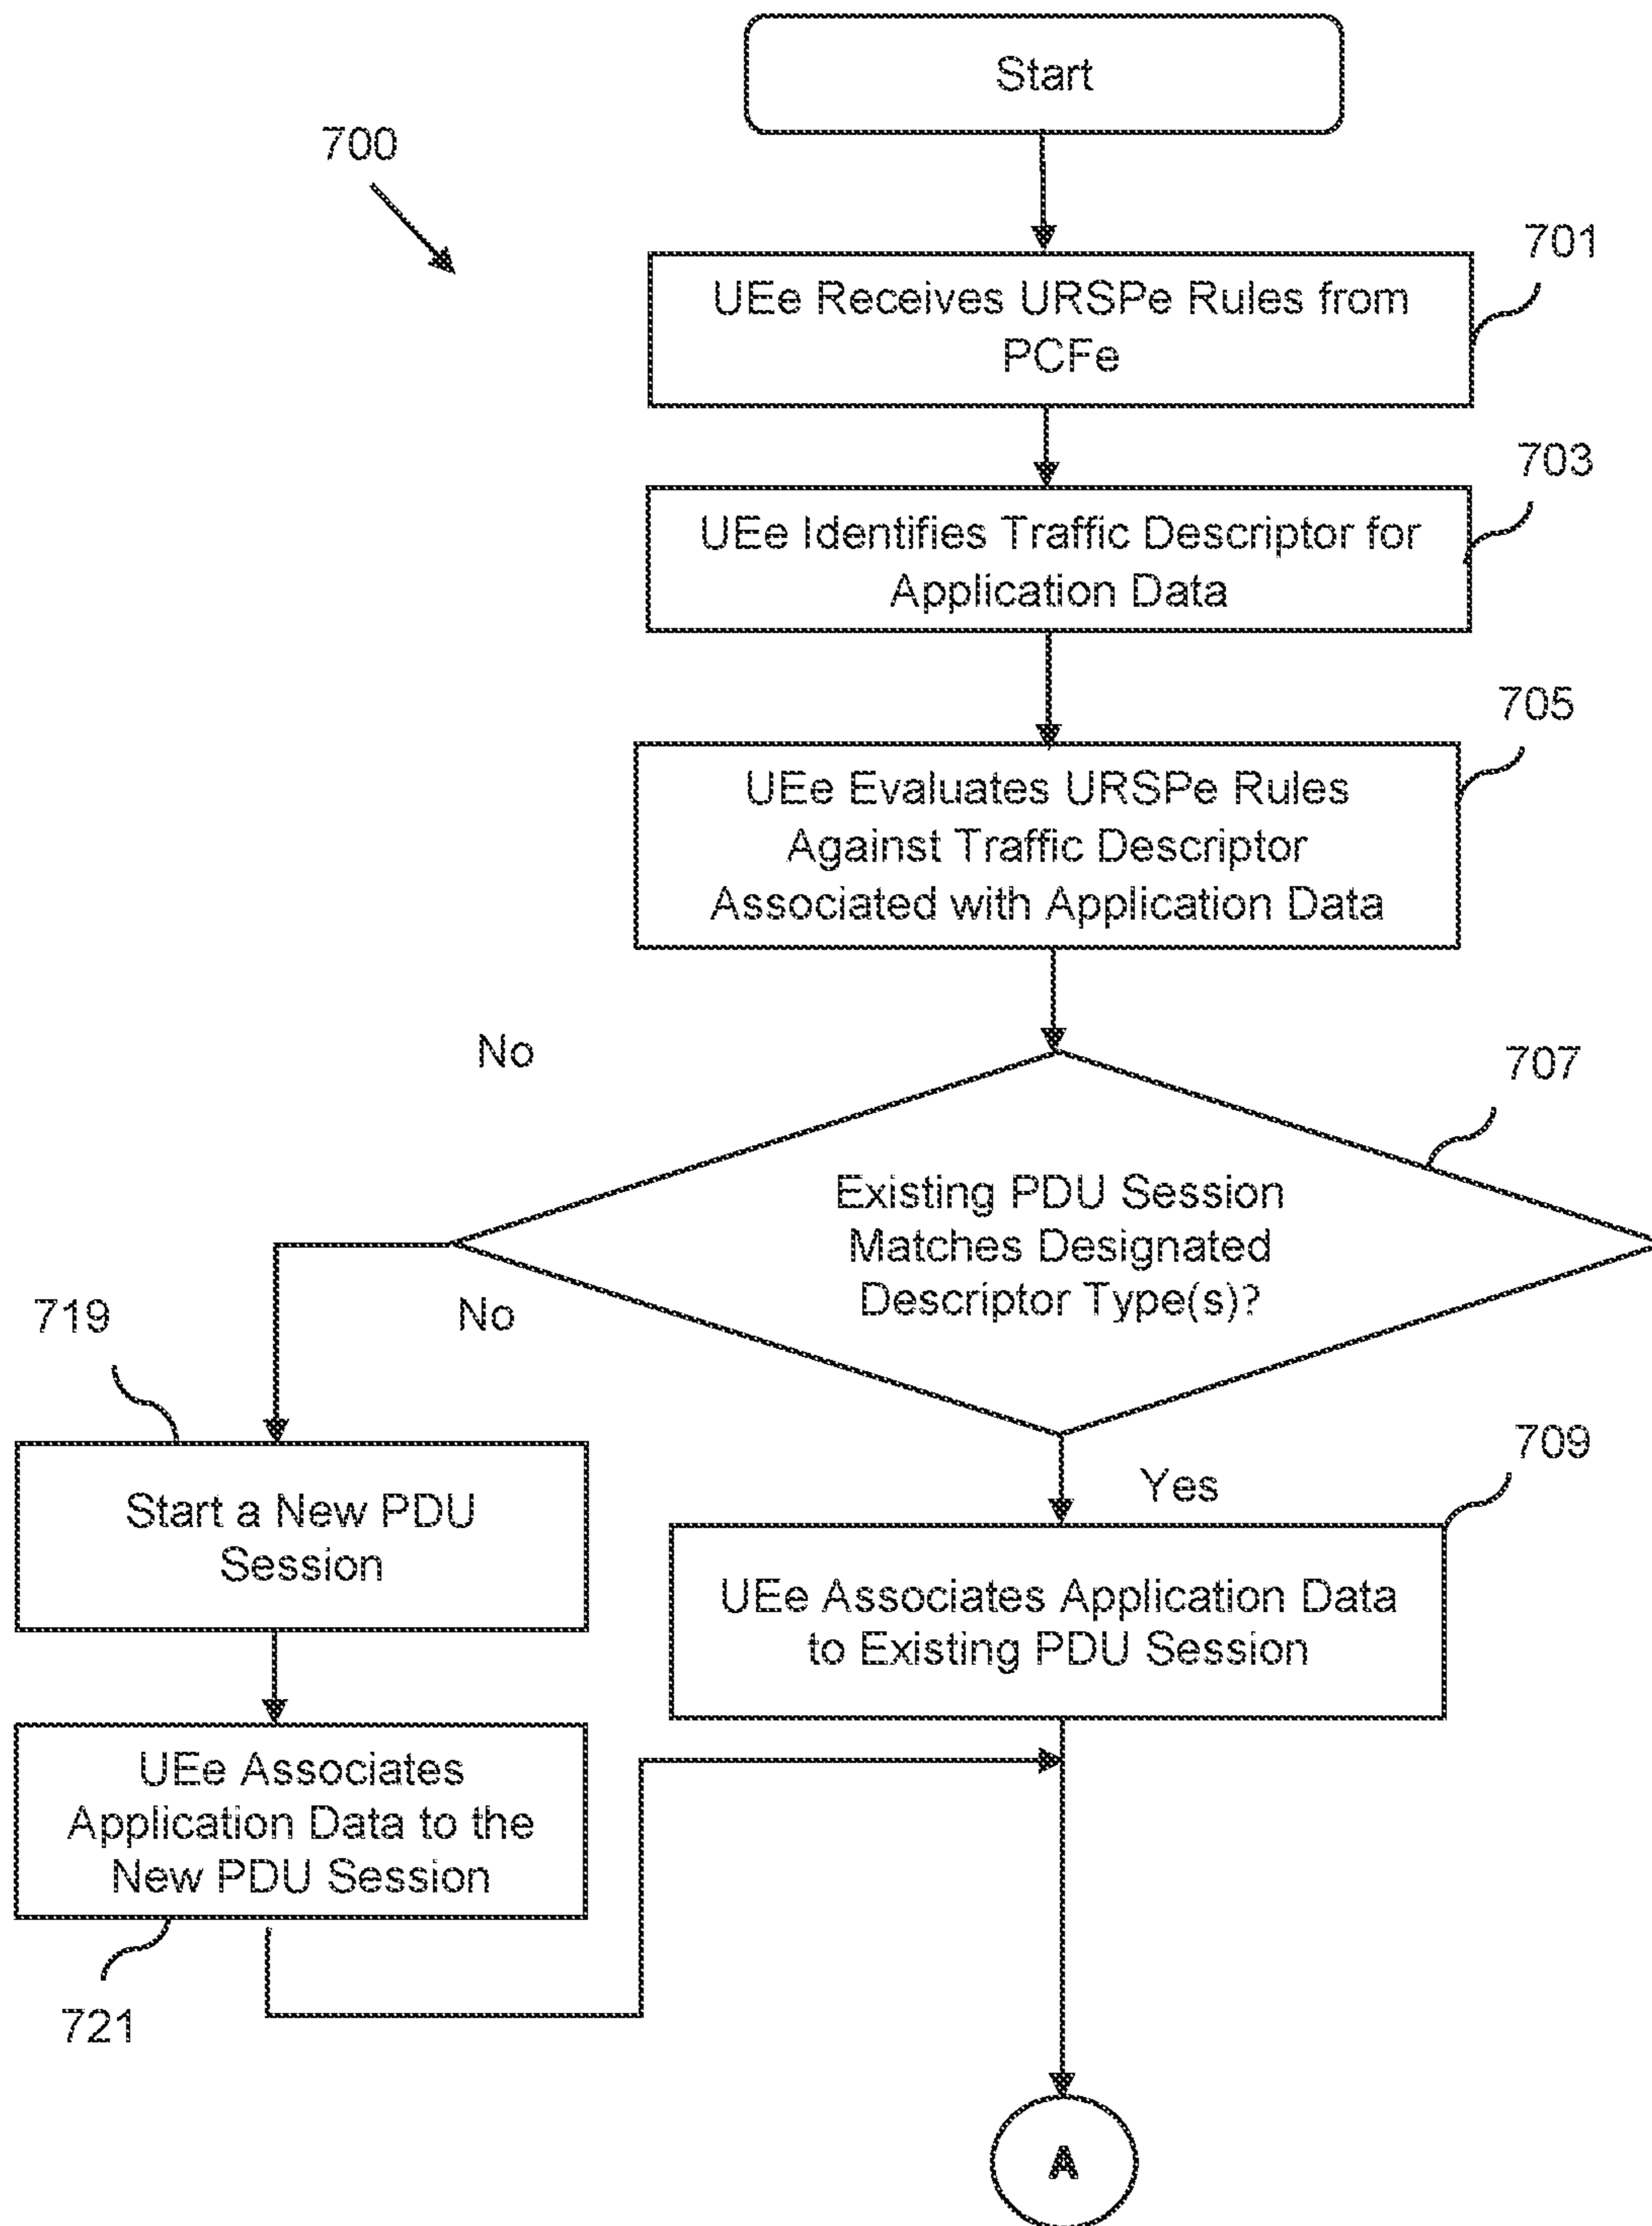 Start
700
701
UEe Receives URSPe Rules from
PCFe
703
UEe Identifies Traffic Descriptor for
Application Data
705
UEe Evaluates URSPe Rules
Against Traffic Descriptor
Associated with Application Data
No
707
Existing PDU Session
Matches Designated
Descriptor Type(s)?
No
719
Yes
709
Start a New PDU
Session
UEe Associates Application Data
to Existing PDU Session
UEe Associates
Application Data to the
New PDU Session
721
A